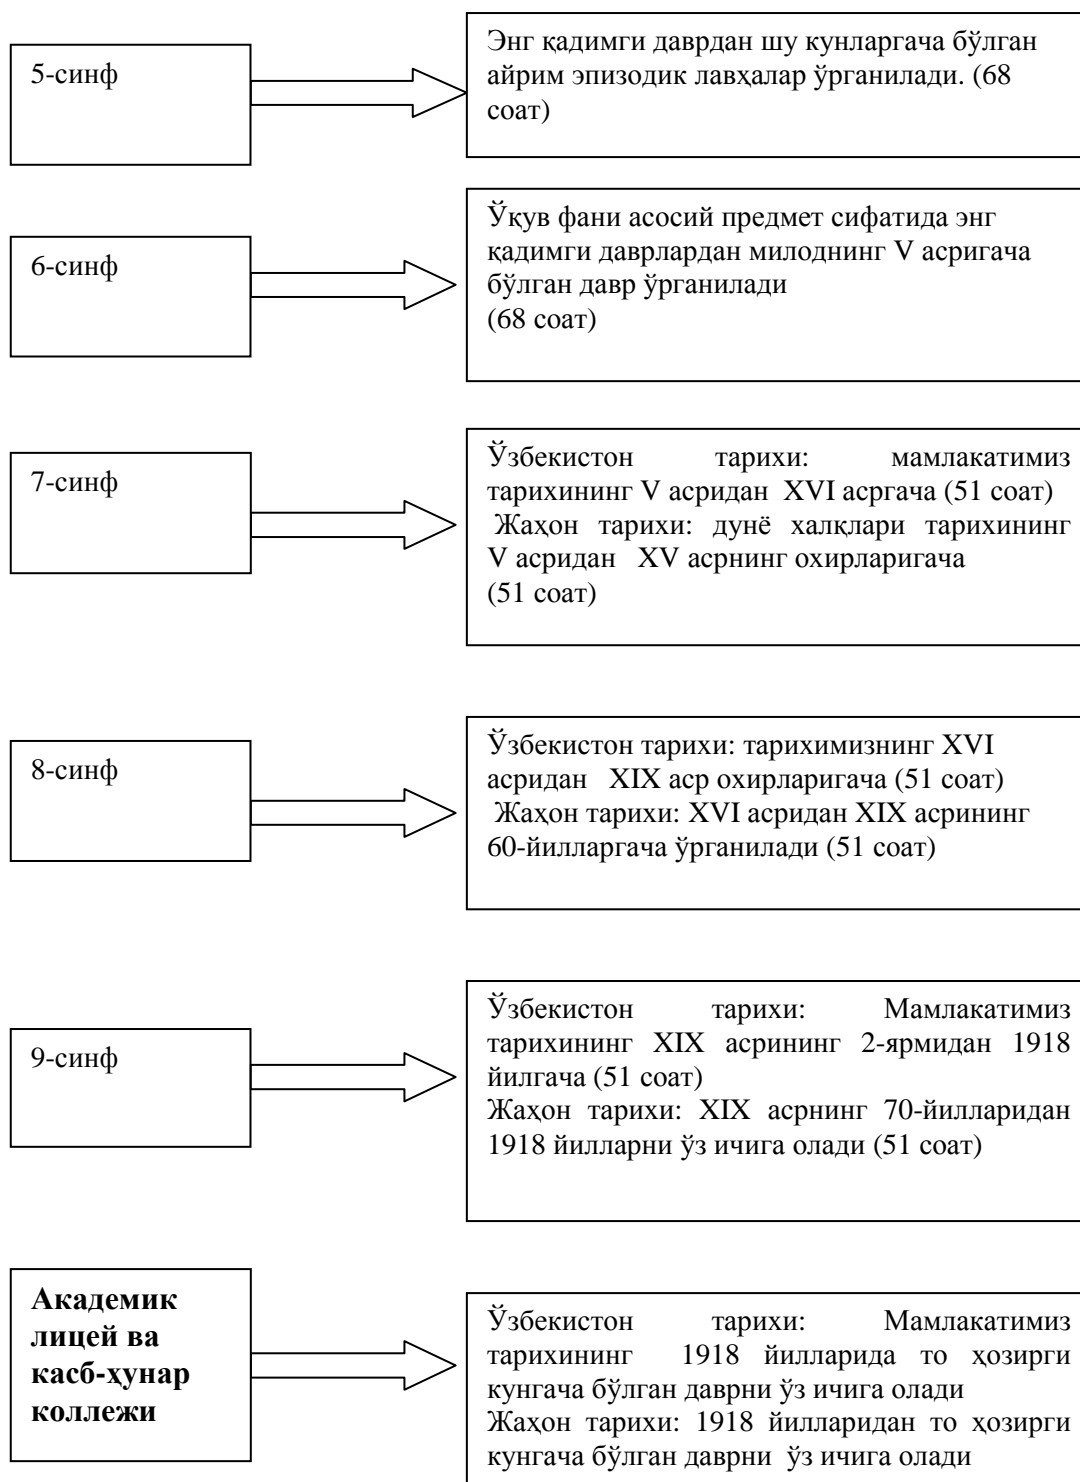 5-синф
Энг қадимги даврдан шу кунларгача бўлган
айрим эпизодик лавҳалар ўрганилади. (68
соат)
6-синф
Ўқув фани асосий предмет сифатида энг
қадимги даврлардан милоднинг V асригача
бўлган давр ўрганилади
(68 соат)
7-синф
Ўзбекистон тарихи: мамлакатимиз
тарихининг V асридан XVI асргача (51 соат)
Жаҳон тарихи: дунё халқлари тарихининг
V асридан XV асрнинг охирларигача
(51 соат)
8-синф
Ўзбекистон тарихи: тарихимизнинг XVI
асридан XIX аср охирларигача (51 соат)
Жаҳон тарихи: XVI асридан XIX асрининг
60-йилларгача ўрганилади (51 соат)
9-синф
Ўзбекистон тарихи: Мамлакатимиз
тарихининг XIX асрининг 2-ярмидан 1918
йилгача (51 соат)
Жаҳон тарихи: XIX асрнинг 70-йилларидан
1918 йилларни ўз ичига олади (51 соат)
Академик
лицей ва
касб-ҳунар
коллежи
Ўзбекистон тарихи: Мамлакатимиз
тарихининг 1918 йилларида то ҳозирги
кунгача бўлган даврни ўз ичига олади
Жаҳон тарихи: 1918 йилларидан то ҳозирги
кунгача бўлган даврни ўз ичига олади